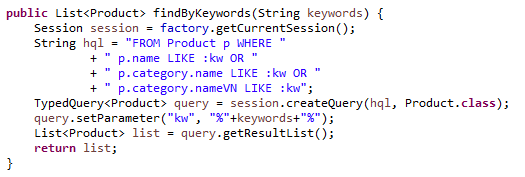 public List<Product> findByKeywords(String keywords) {
    Session session = factory.getCurrentSession();
    String hql = "FROM Product p WHERE "
            + " p.name LIKE :kw OR "
            + " p.category.name LIKE :kw OR "
            + " p.category.nameVN LIKE :kw";
    TypedQuery<Product> query = session.createQuery(hql, Product.class);
    query.setParameter("kw", "%"+keywords+"%");
    List<Product> list = query.getResultList();
    return list;
}